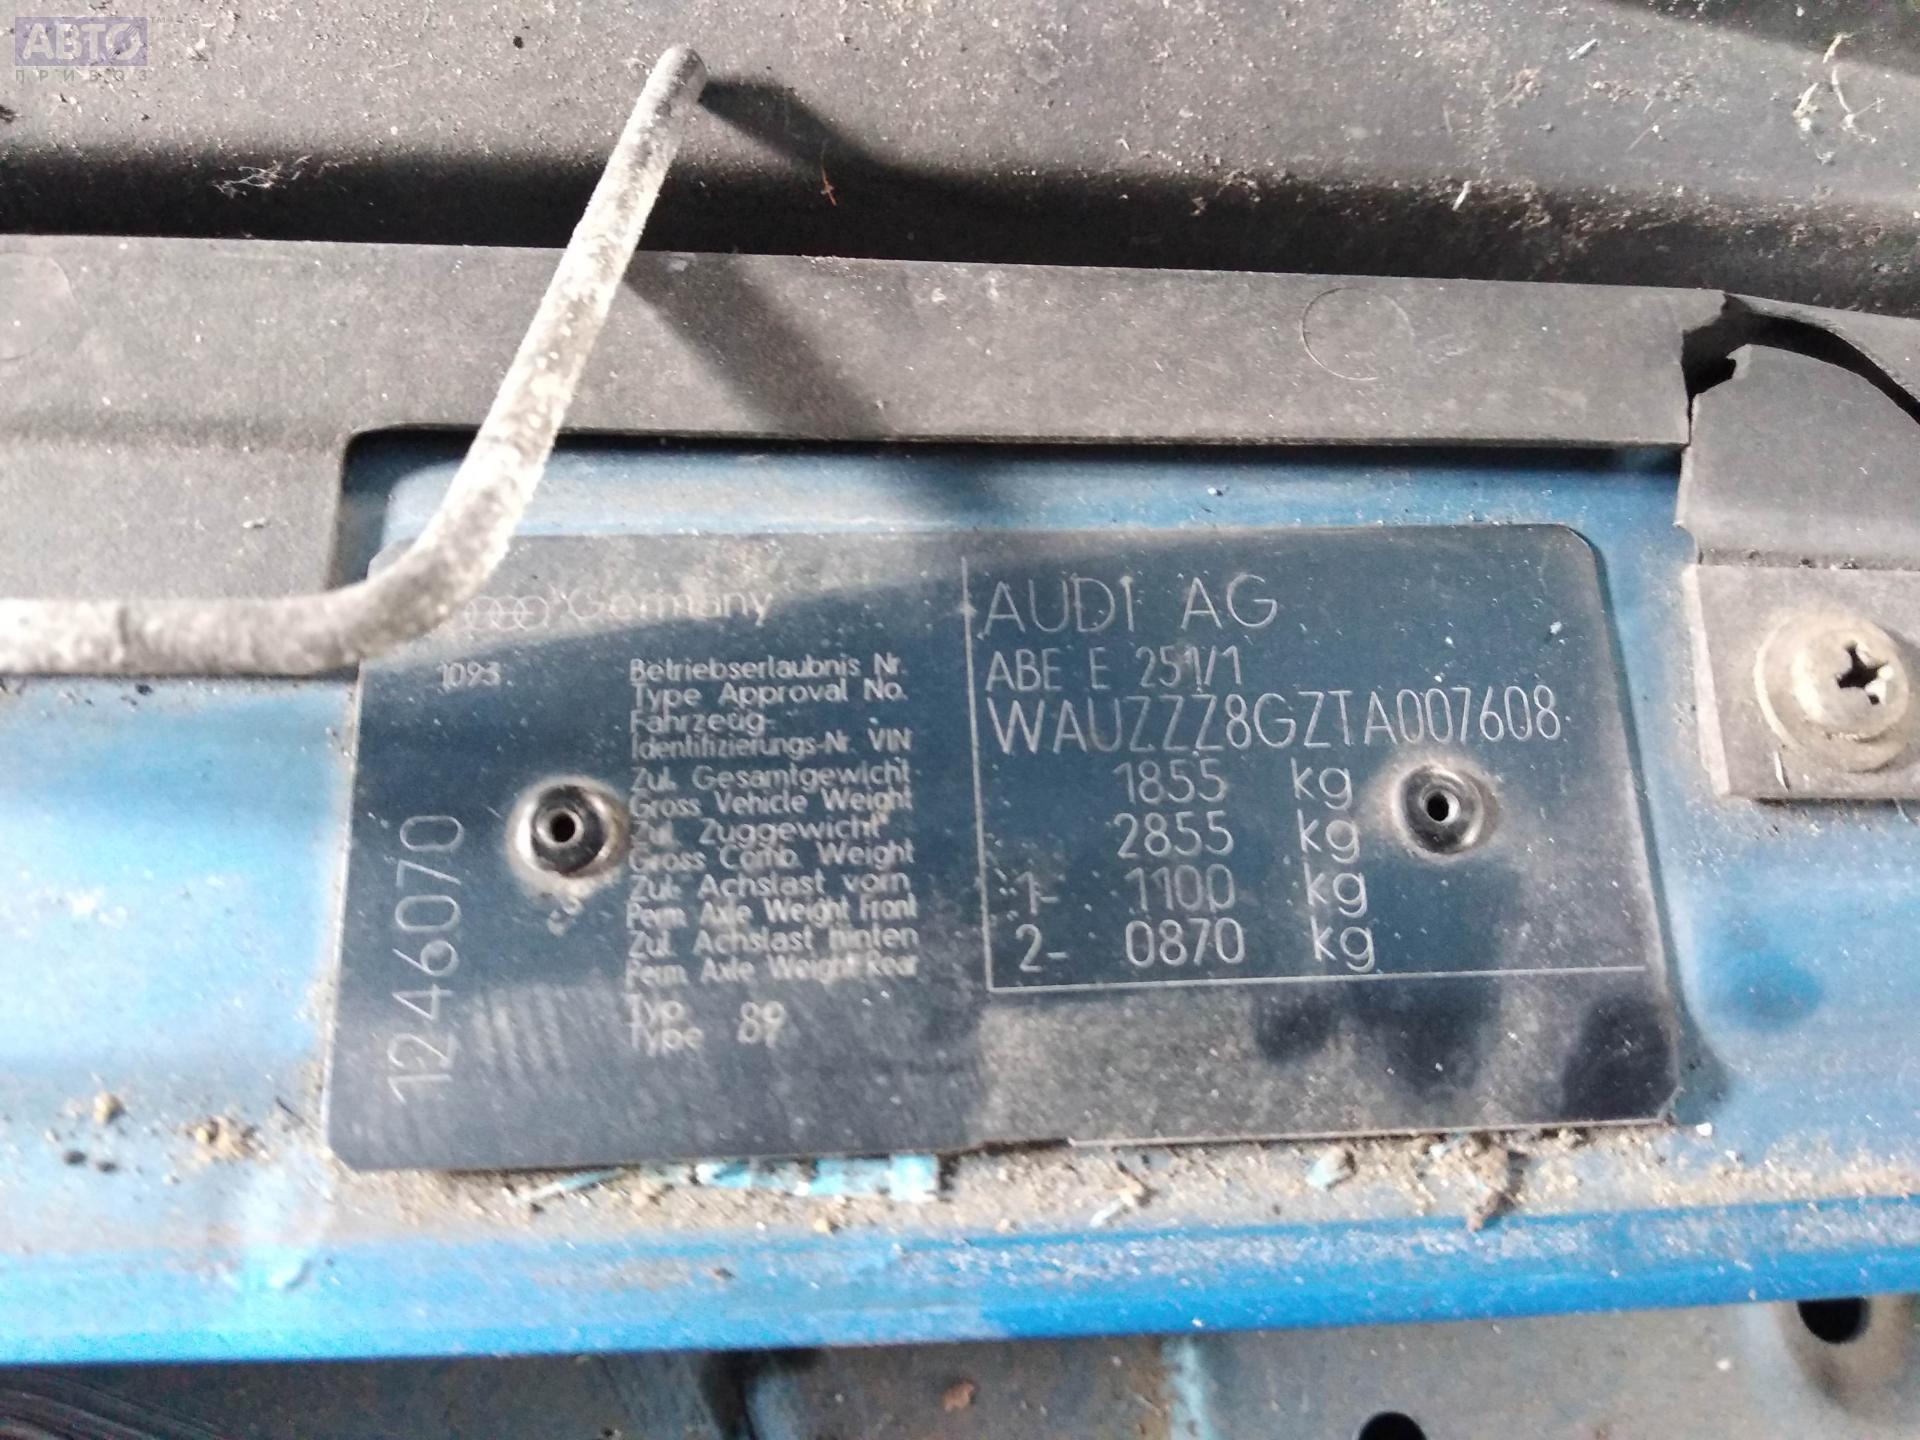 АВТО
ПРИВОЗ
TM
Germany
AUDI AG
1093
Betriebserlaubnis Nr.
Type Approval No.
ABE E 251/1
Fahrzeug-
Identifizierungs-Nr. VIN
WAUZZZ8GZTA007608
Zul. Gesamtgewicht
Gross Vehicle Weight
1855 kg
Zul. Zuggewicht
Gross Comb. Weight
2855 kg
Zul. Achslast vorn
Perm. Axle Weight Front
1- 1100 kg
Zul. Achslast hinten
Perm. Axle Weight Rear
2- 0870 kg
Typ
Type 89
1246070